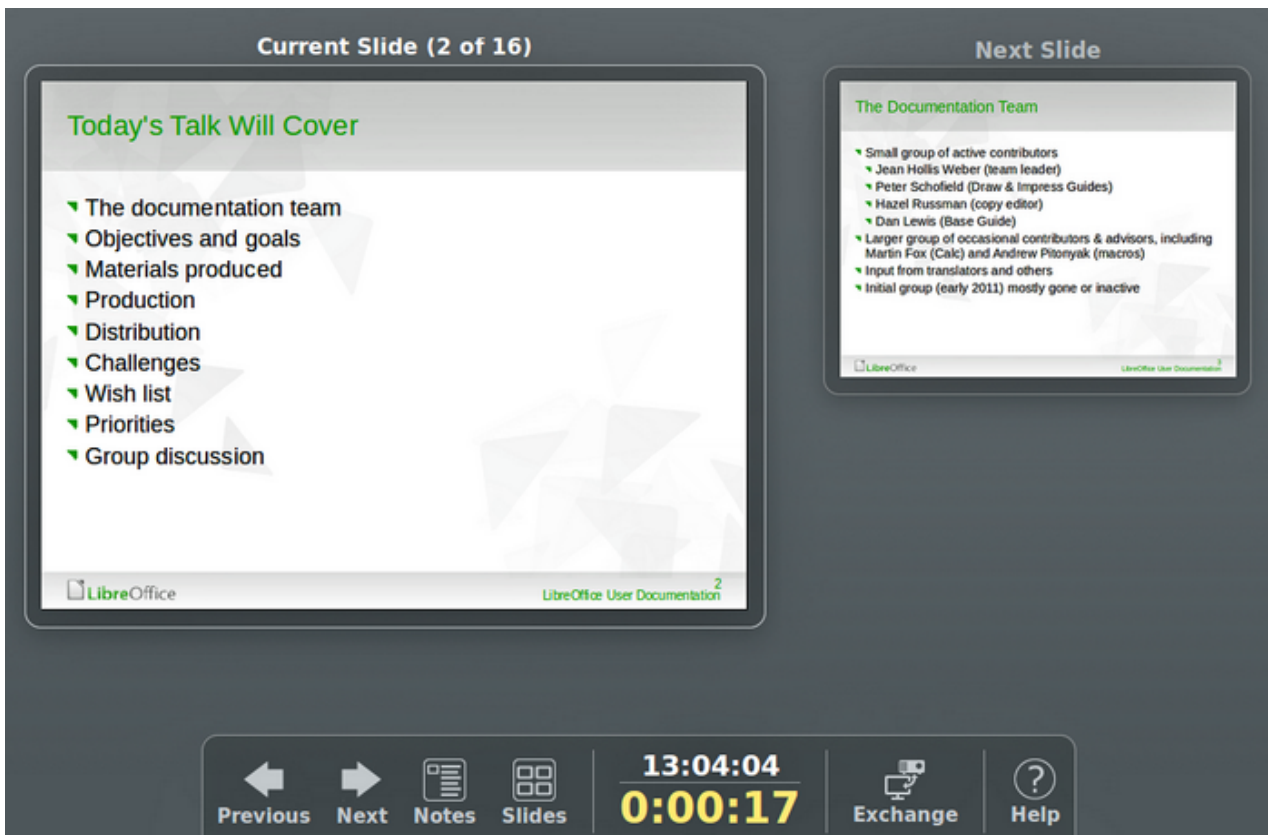 Current Slide (2 of 16)
Today's Talk Will Cover
The documentation team
Objectives and goals
Materials produced
Production
Distribution
Challenges
Wish list
Priorities
Group discussion
LibreOffice
2
LibreOffice User Documentation
Next Slide
The Documentation Team
Small group of active contributors
Jean Hollis Weber (team leader)
Peter Schofield (Draw & Impress Guides)
Hazel Russman (copy editor)
Dan Lewis (Base Guide)
Larger group of occasional contributors & advisors, including
Martin Fox (Calc) and Andrew Pitonyak (macros)
Input from translators and others
Initial group (early 2011) mostly gone or inactive
LibreOffice
3
LibreOffice User Documentation
Previous
Next
Notes
Slides
13:04:04
0:00:17
Exchange
?
Help